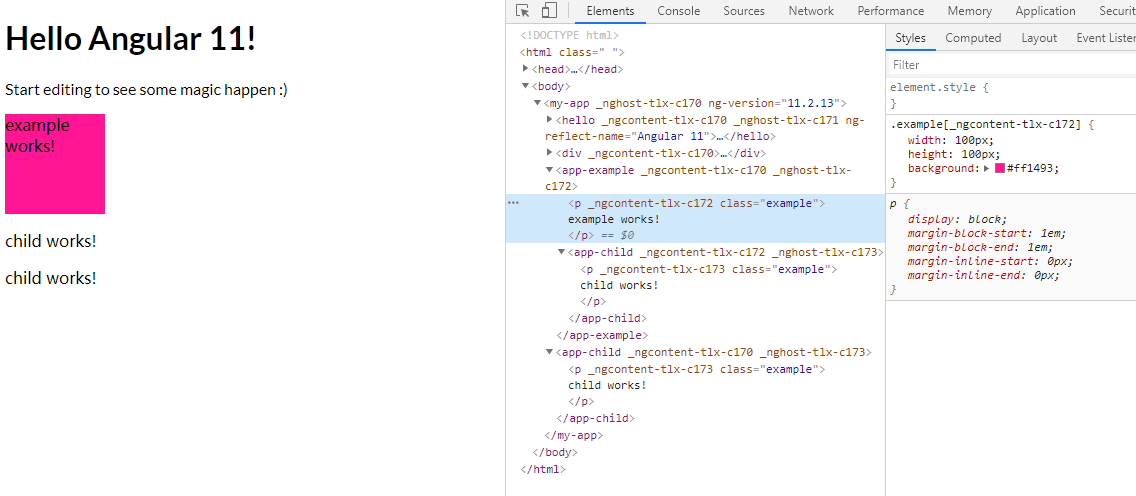 Hello Angular 11!
Start editing to see some magic happen :)
example
works!
child works!
child works!
Elements Console Sources Network Performance Memory Application Securit
<!DOCTYPE html>
<html class=" ">
<head>…</head>
<body>
<my-app _nghost-tlx-c170 ng-version="11.2.13">
<hello _ngcontent-tlx-c170 _nghost-tlx-c171 ng-
reflect-name="Angular 11">…</hello>
<div _ngcontent-tlx-c170>…</div>
<app-example _ngcontent-tlx-c170 _nghost-tlx-
c172>
<p _ngcontent-tlx-c172 class="example">
example works!
</p> == $0
<app-child _ngcontent-tlx-c172 _nghost-tlx-c173>
<p _ngcontent-tlx-c173 class="example">
child works!
</p>
</app-child>
</app-example>
<app-child _ngcontent-tlx-c170 _nghost-tlx-c173>
<p _ngcontent-tlx-c173 class="example">
child works!
</p>
</app-child>
</my-app>
</body>
</html>
Styles Computed Layout Event Listen
Filter
element.style {
}
.example[_ngcontent-tlx-c172] {
width: 100px;
height: 100px;
background: #ff1493;
}
p {
display: block;
margin-block-start: 1em;
margin-block-end: 1em;
margin-inline-start: 0px;
margin-inline-end: 0px;
}